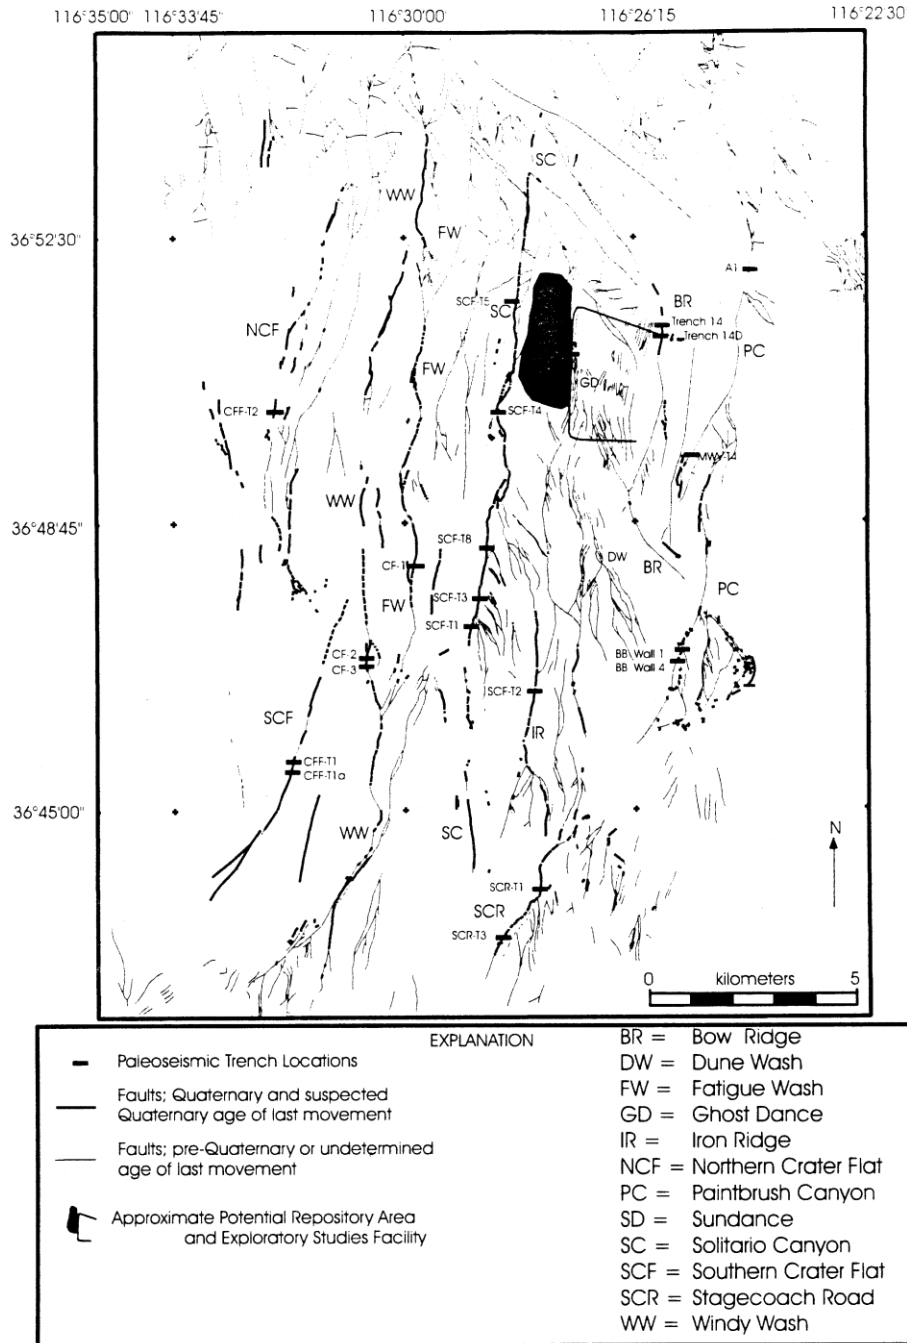 116°35'00" 116°33'45" 116°30'00" 116°26'15" 116°22'30
SC
WW
FW
36°52'30"
A1
SCF-T5
SC
BR
Trench 14
Trench 14D
NCF
PC
FW
GD
CFF-T2
SCF-T4
MWV-T4
WW
36°48'45"
SCF-T8
DW
CF-1
BR
FW
SCF-T3
PC
SCF-T1
CF-2
CF-3
BB Wall 1
BB Wall 4
SCF-T2
SCF
IR
CFF-T1
CFF-T1a
36°45'00"
WW
SC
N
SCR-T1
SCR
SCR-T3
0 kilometers 5
EXPLANATION
Paleoseismic Trench Locations
Faults; Quaternary and suspected
Quaternary age of last movement
Faults; pre-Quaternary or undetermined
age of last movement
Approximate Potential Repository Area
and Exploratory Studies Facility
BR = Bow Ridge
DW = Dune Wash
FW = Fatigue Wash
GD = Ghost Dance
IR = Iron Ridge
NCF = Northern Crater Flat
PC = Paintbrush Canyon
SD = Sundance
SC = Solitario Canyon
SCF = Southern Crater Flat
SCR = Stagecoach Road
WW = Windy Wash